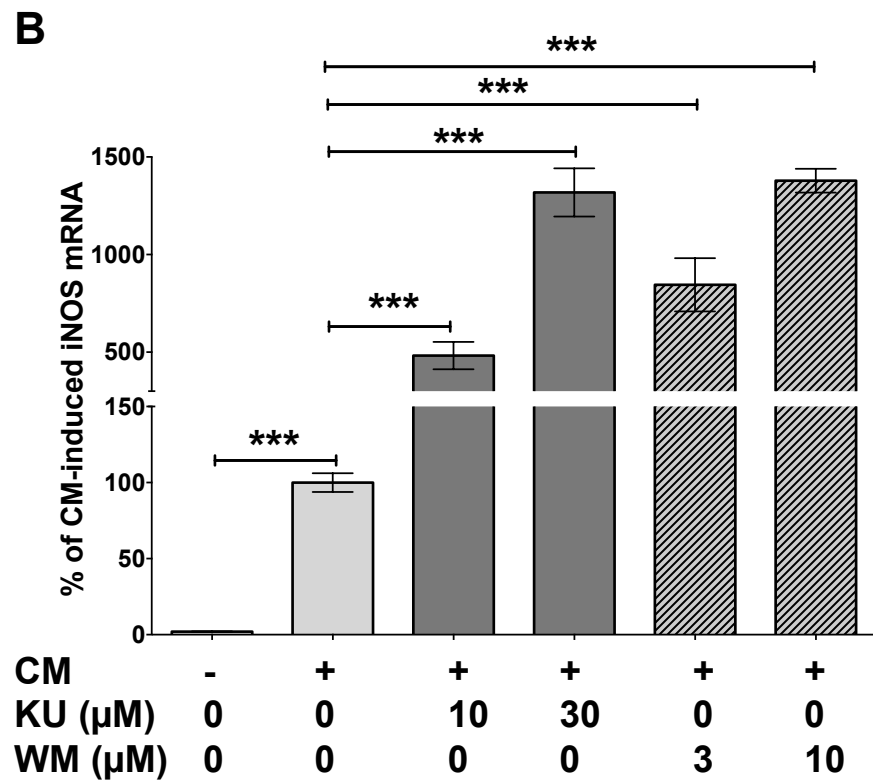 B
***
***
***
***
***
% of CM-induced iNOS mRNA
1500
1000
500
150
100
50
0
CM - + + + + +
KU (µM) 0 0 10 30 0 0
WM (µM) 0 0 0 0 3 10